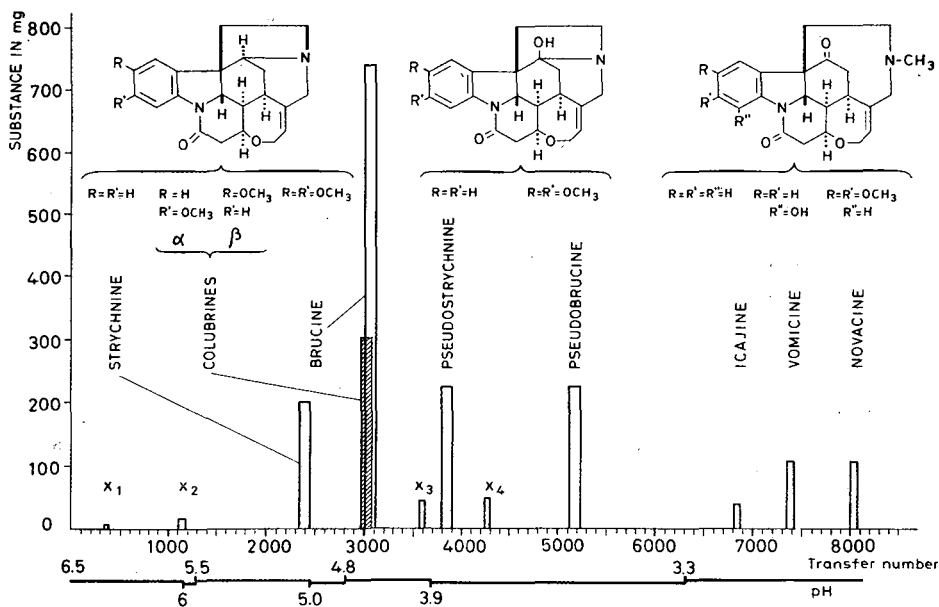 SUBSTANCE IN mg
800
700
600
500
400
300
200
100
0
R
R'
N
O
H
H
H
H
H
O
N
R
R'
N
O
OH
H
H
H
H
O
N
R
R'
R"
N
O
O
H
H
H
H
O
N-CH3
R=R'=H
R=H
R'=OCH3
R=OCH3
R'=H
R=R'=OCH3
α
β
R=R'=H
R=R'=OCH3
R=R'=R"=H
R=R'=H
R"=OH
R=R'=OCH3
R"=H
STRYCHNINE
COLUBRINES
BRUCINE
PSEUDOSTRYCHNINE
PSEUDOBRUCINE
ICAJINE
VOMICINE
NOVACINE
x1
x2
x3
x4
1000
2000
3000
4000
5000
6000
7000
8000
Transfer number
6.5
5.5
4.8
3.3
6
5.0
3.9
pH